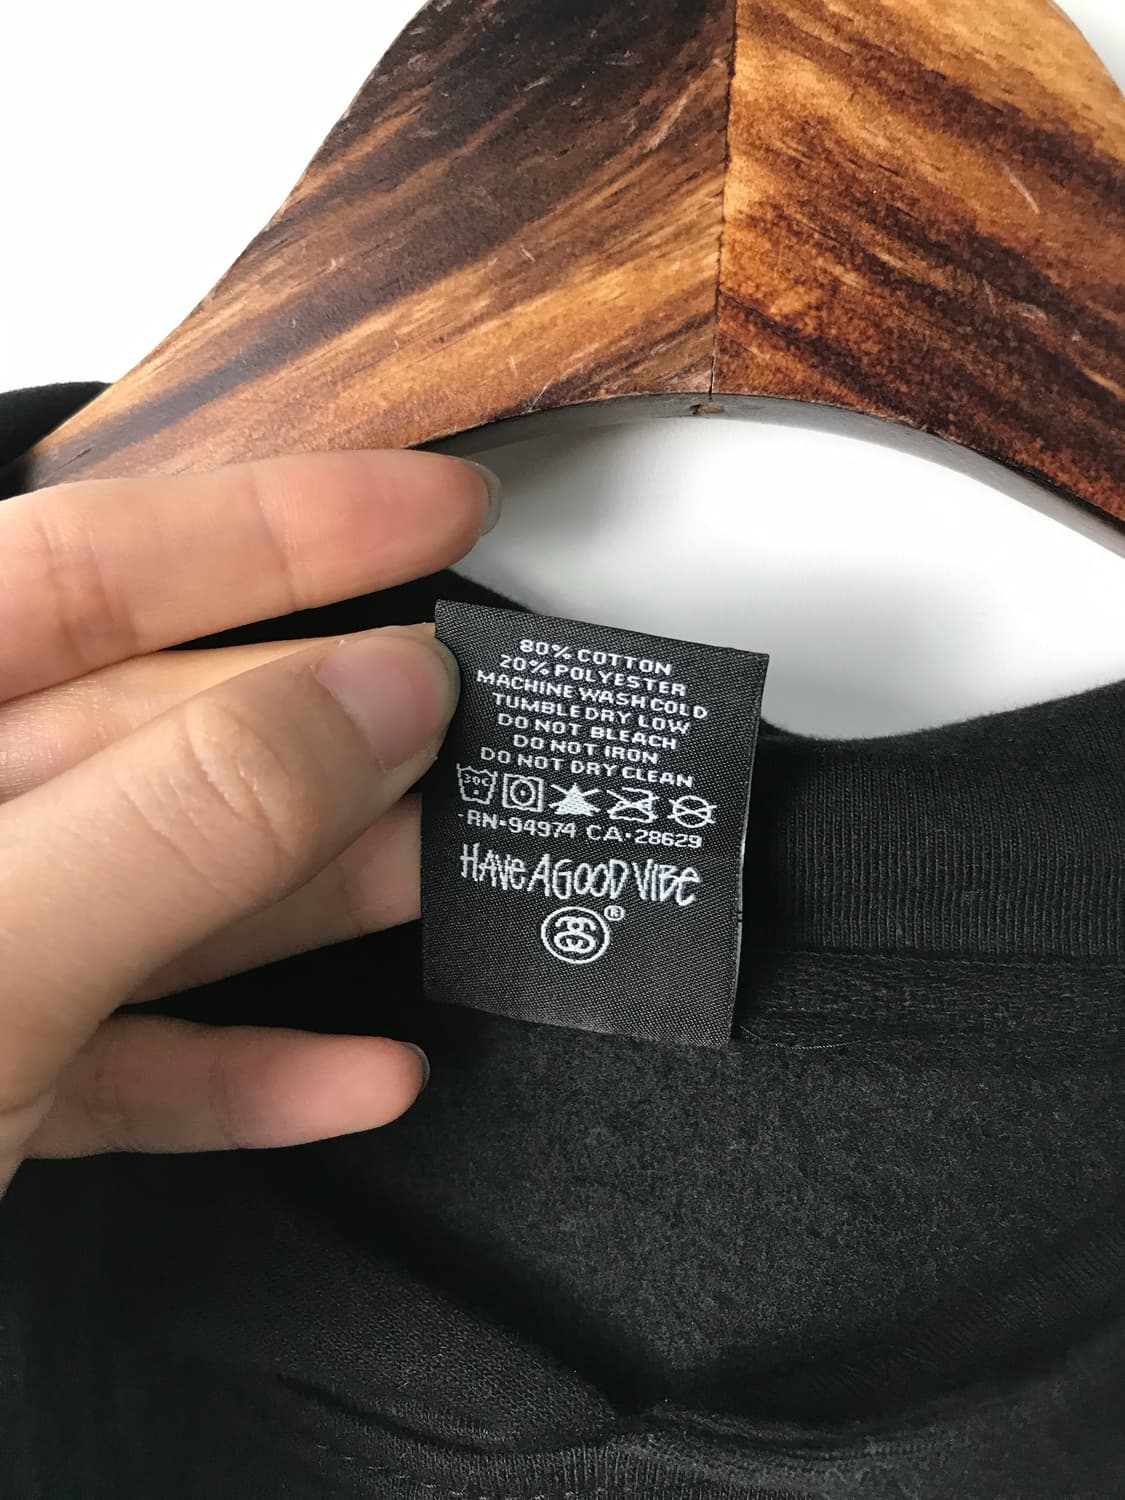 80% COTTON
20% POLYESTER
MACHINE WASH COLD
TUMBLE DRY LOW
DO NOT BLEACH
DO NOT IRON
DO NOT DRY CLEAN
30C
-RN•94974 CA•28629
HAVE A GOOD VIBE
®